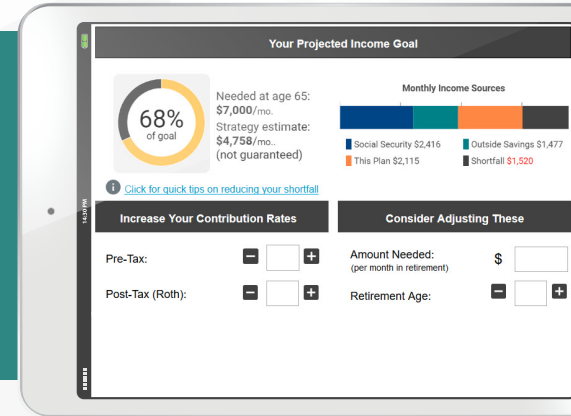 Your Projected Income Goal
68%
of goal
Needed at age 65:
$7,000/mo.
Strategy estimate:
$4,758/mo..
(not guaranteed)
Monthly Income Sources
Social Security $2,416
Outside Savings $1,477
This Plan $2,115
Shortfall $1,520
i Click for quick tips on reducing your shortfall
Increase Your Contribution Rates
Pre-Tax:
Post-Tax (Roth):
Consider Adjusting These
Amount Needed: $
(per month in retirement)
Retirement Age:
14:30 PM